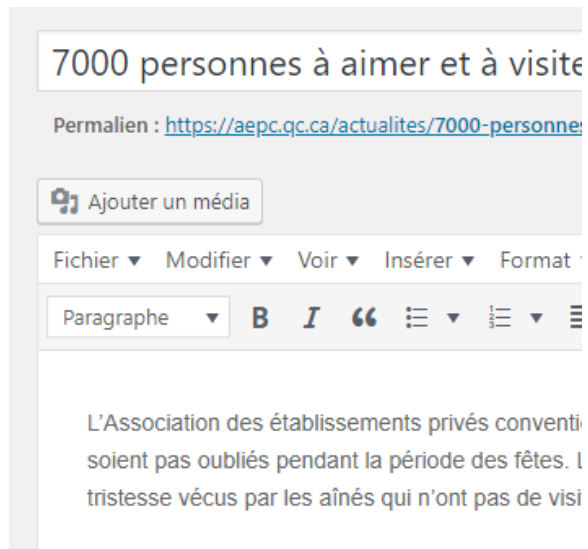 7000 personnes à aimer et à visite
Permalien : https://aepc.qc.ca/actualites/7000-personnes
Ajouter un média
Fichier Modifier Voir Insérer Format
Paragraphe B I
L'Association des établissements privés conventi
soient pas oubliés pendant la période des fêtes. L
tristesse vécus par les aînés qui n'ont pas de visi